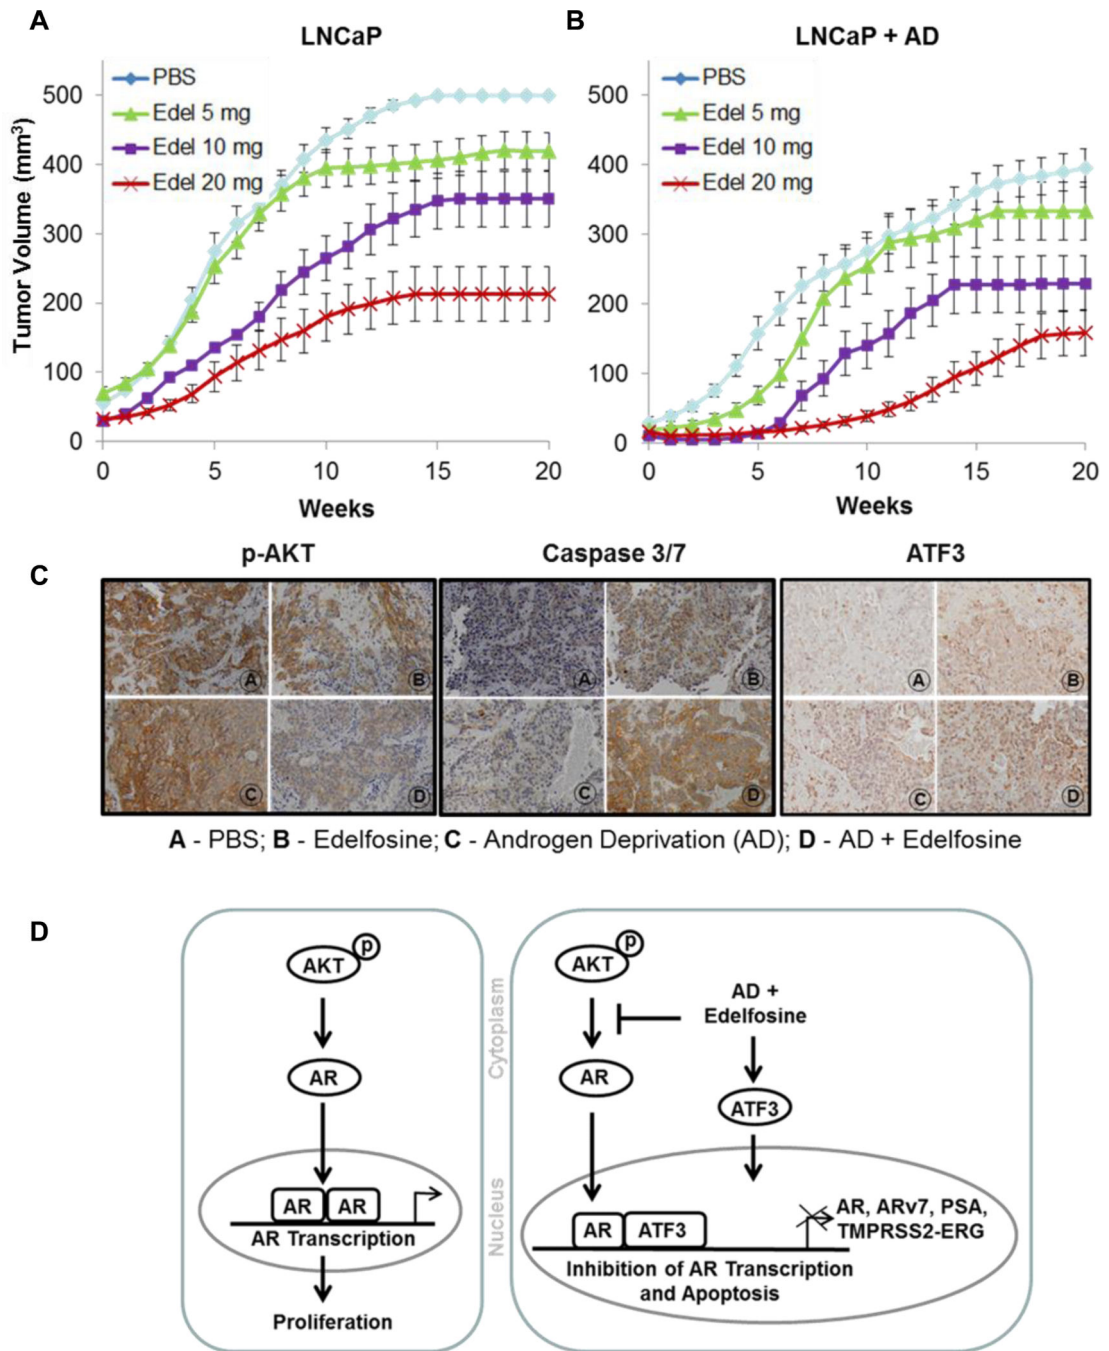 A
LNCaP
PBS
Edel 5 mg
Edel 10 mg
Edel 20 mg
Tumor Volume (mm³)
500
400
300
200
100
0
0 5 10 15 20
Weeks
B
LNCaP + AD
PBS
Edel 5 mg
Edel 10 mg
Edel 20 mg
500
400
300
200
100
0
0 5 10 15 20
Weeks
C
p-AKT
Caspase 3/7
ATF3
A B A B A B
C D C D C D
A - PBS; B - Edelfosine; C - Androgen Deprivation (AD); D - AD + Edelfosine
D
AKT p
AR
AR AR
AR Transcription
Proliferation
Cytoplasm
Nucleus
AKT p
AD +
Edelfosine
AR
ATF3
AR ATF3
AR, ARv7, PSA,
TMPRSS2-ERG
Inhibition of AR Transcription
and Apoptosis